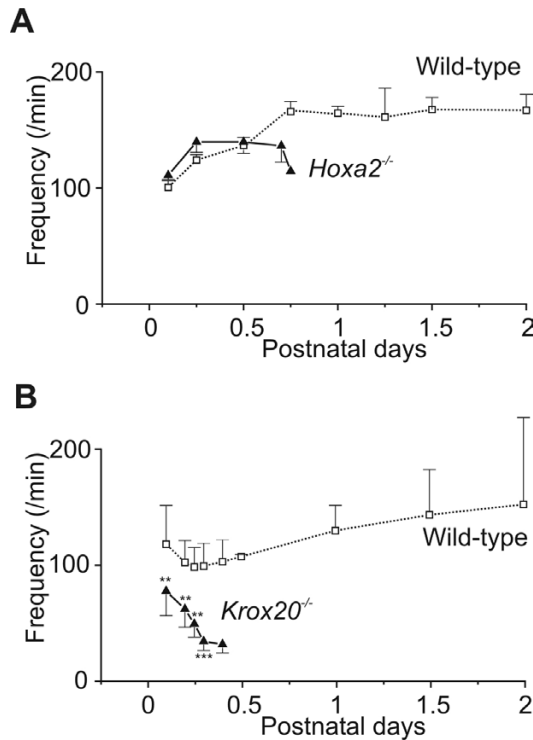 A
200
Wild-type
Frequency (/min)
100
Hoxa2-/-
0
0 0.5 1 1.5 2
Postnatal days
B
200
Frequency (/min)
Wild-type
100
**
**
**
***
Krox20-/-
0
0 0.5 1 1.5 2
Postnatal days